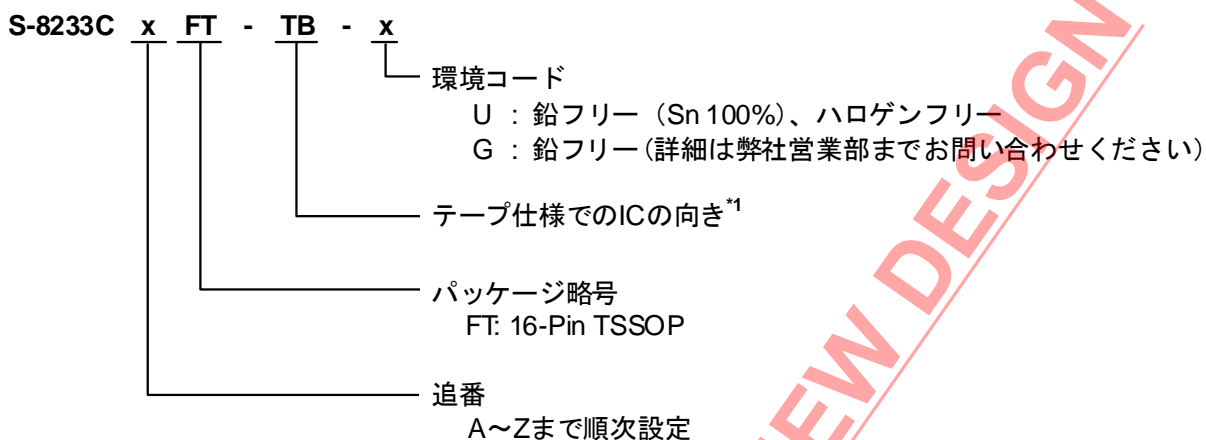 S-8233C x FT - TB - x
環境コード
U : 鉛フリー（Sn 100%）、ハロゲンフリー
G : 鉛フリー（詳細は弊社営業部までお問い合わせください）
テープ仕様でのICの向き*1
パッケージ略号
FT: 16-Pin TSSOP
追番
A～Zまで順次設定
EW DESIGN